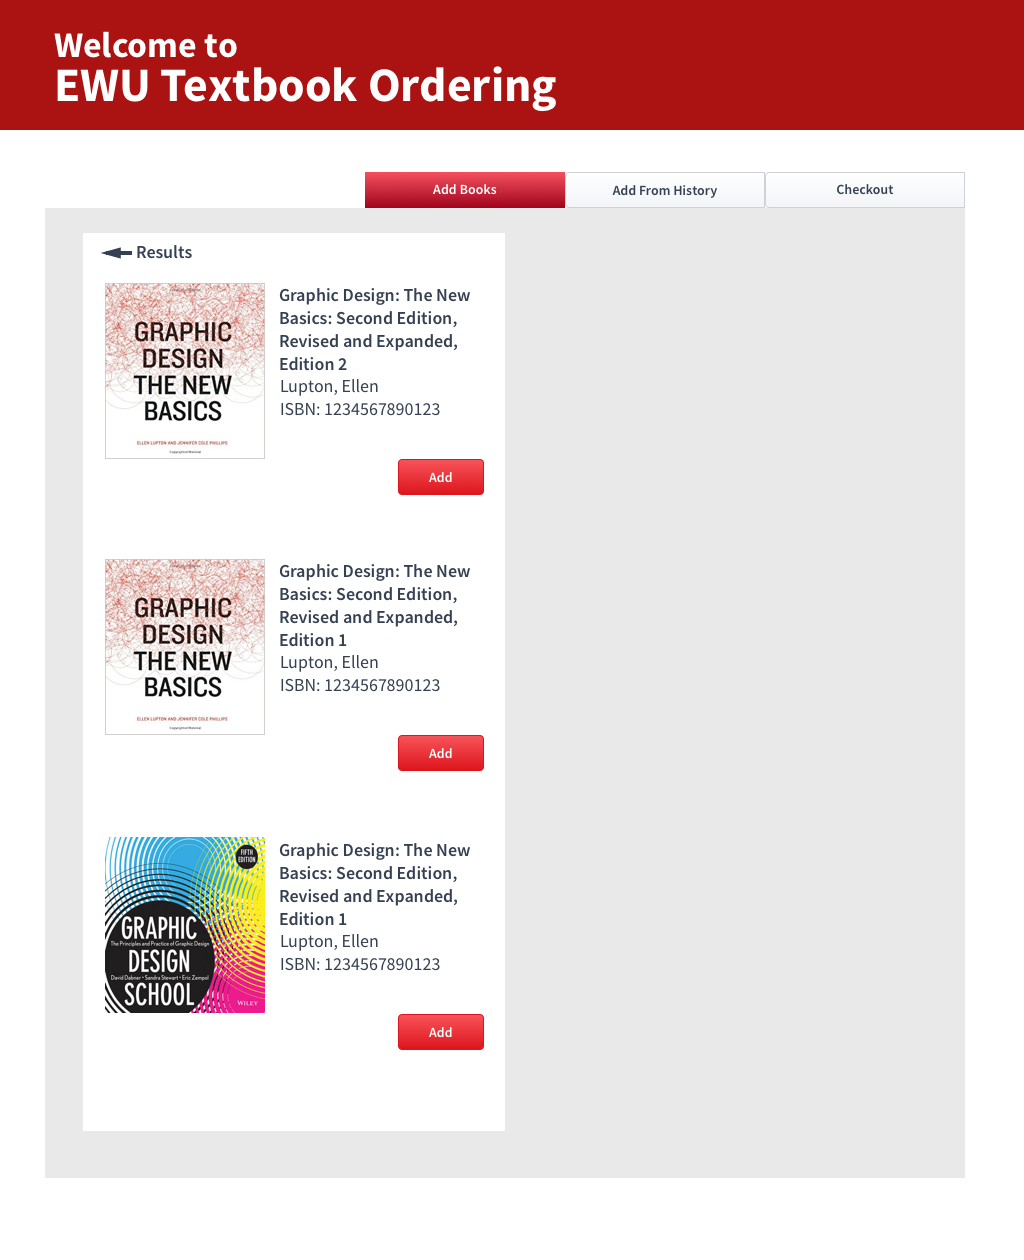 Welcome to
EWU Textbook Ordering
Add Books
Add From History
Checkout
Results
GRAPHIC
DESIGN
THE NEW
BASICS
ELLEN LUPTON AND JENNIFER COLE PHILLIPS
Copyrighted Material
Graphic Design: The New
Basics: Second Edition,
Revised and Expanded,
Edition 2
Lupton, Ellen
ISBN: 1234567890123
Add
GRAPHIC
DESIGN
THE NEW
BASICS
ELLEN LUPTON AND JENNIFER COLE PHILLIPS
Copyrighted Material
Graphic Design: The New
Basics: Second Edition,
Revised and Expanded,
Edition 1
Lupton, Ellen
ISBN: 1234567890123
Add
FIFTH
EDITION
GRAPHIC
The Principles and Practice of Graphic Design
DESIGN
David Dabner • Sandra Stewart • Eric Zempol
SCHOOL
WILEY
Graphic Design: The New
Basics: Second Edition,
Revised and Expanded,
Edition 1
Lupton, Ellen
ISBN: 1234567890123
Add